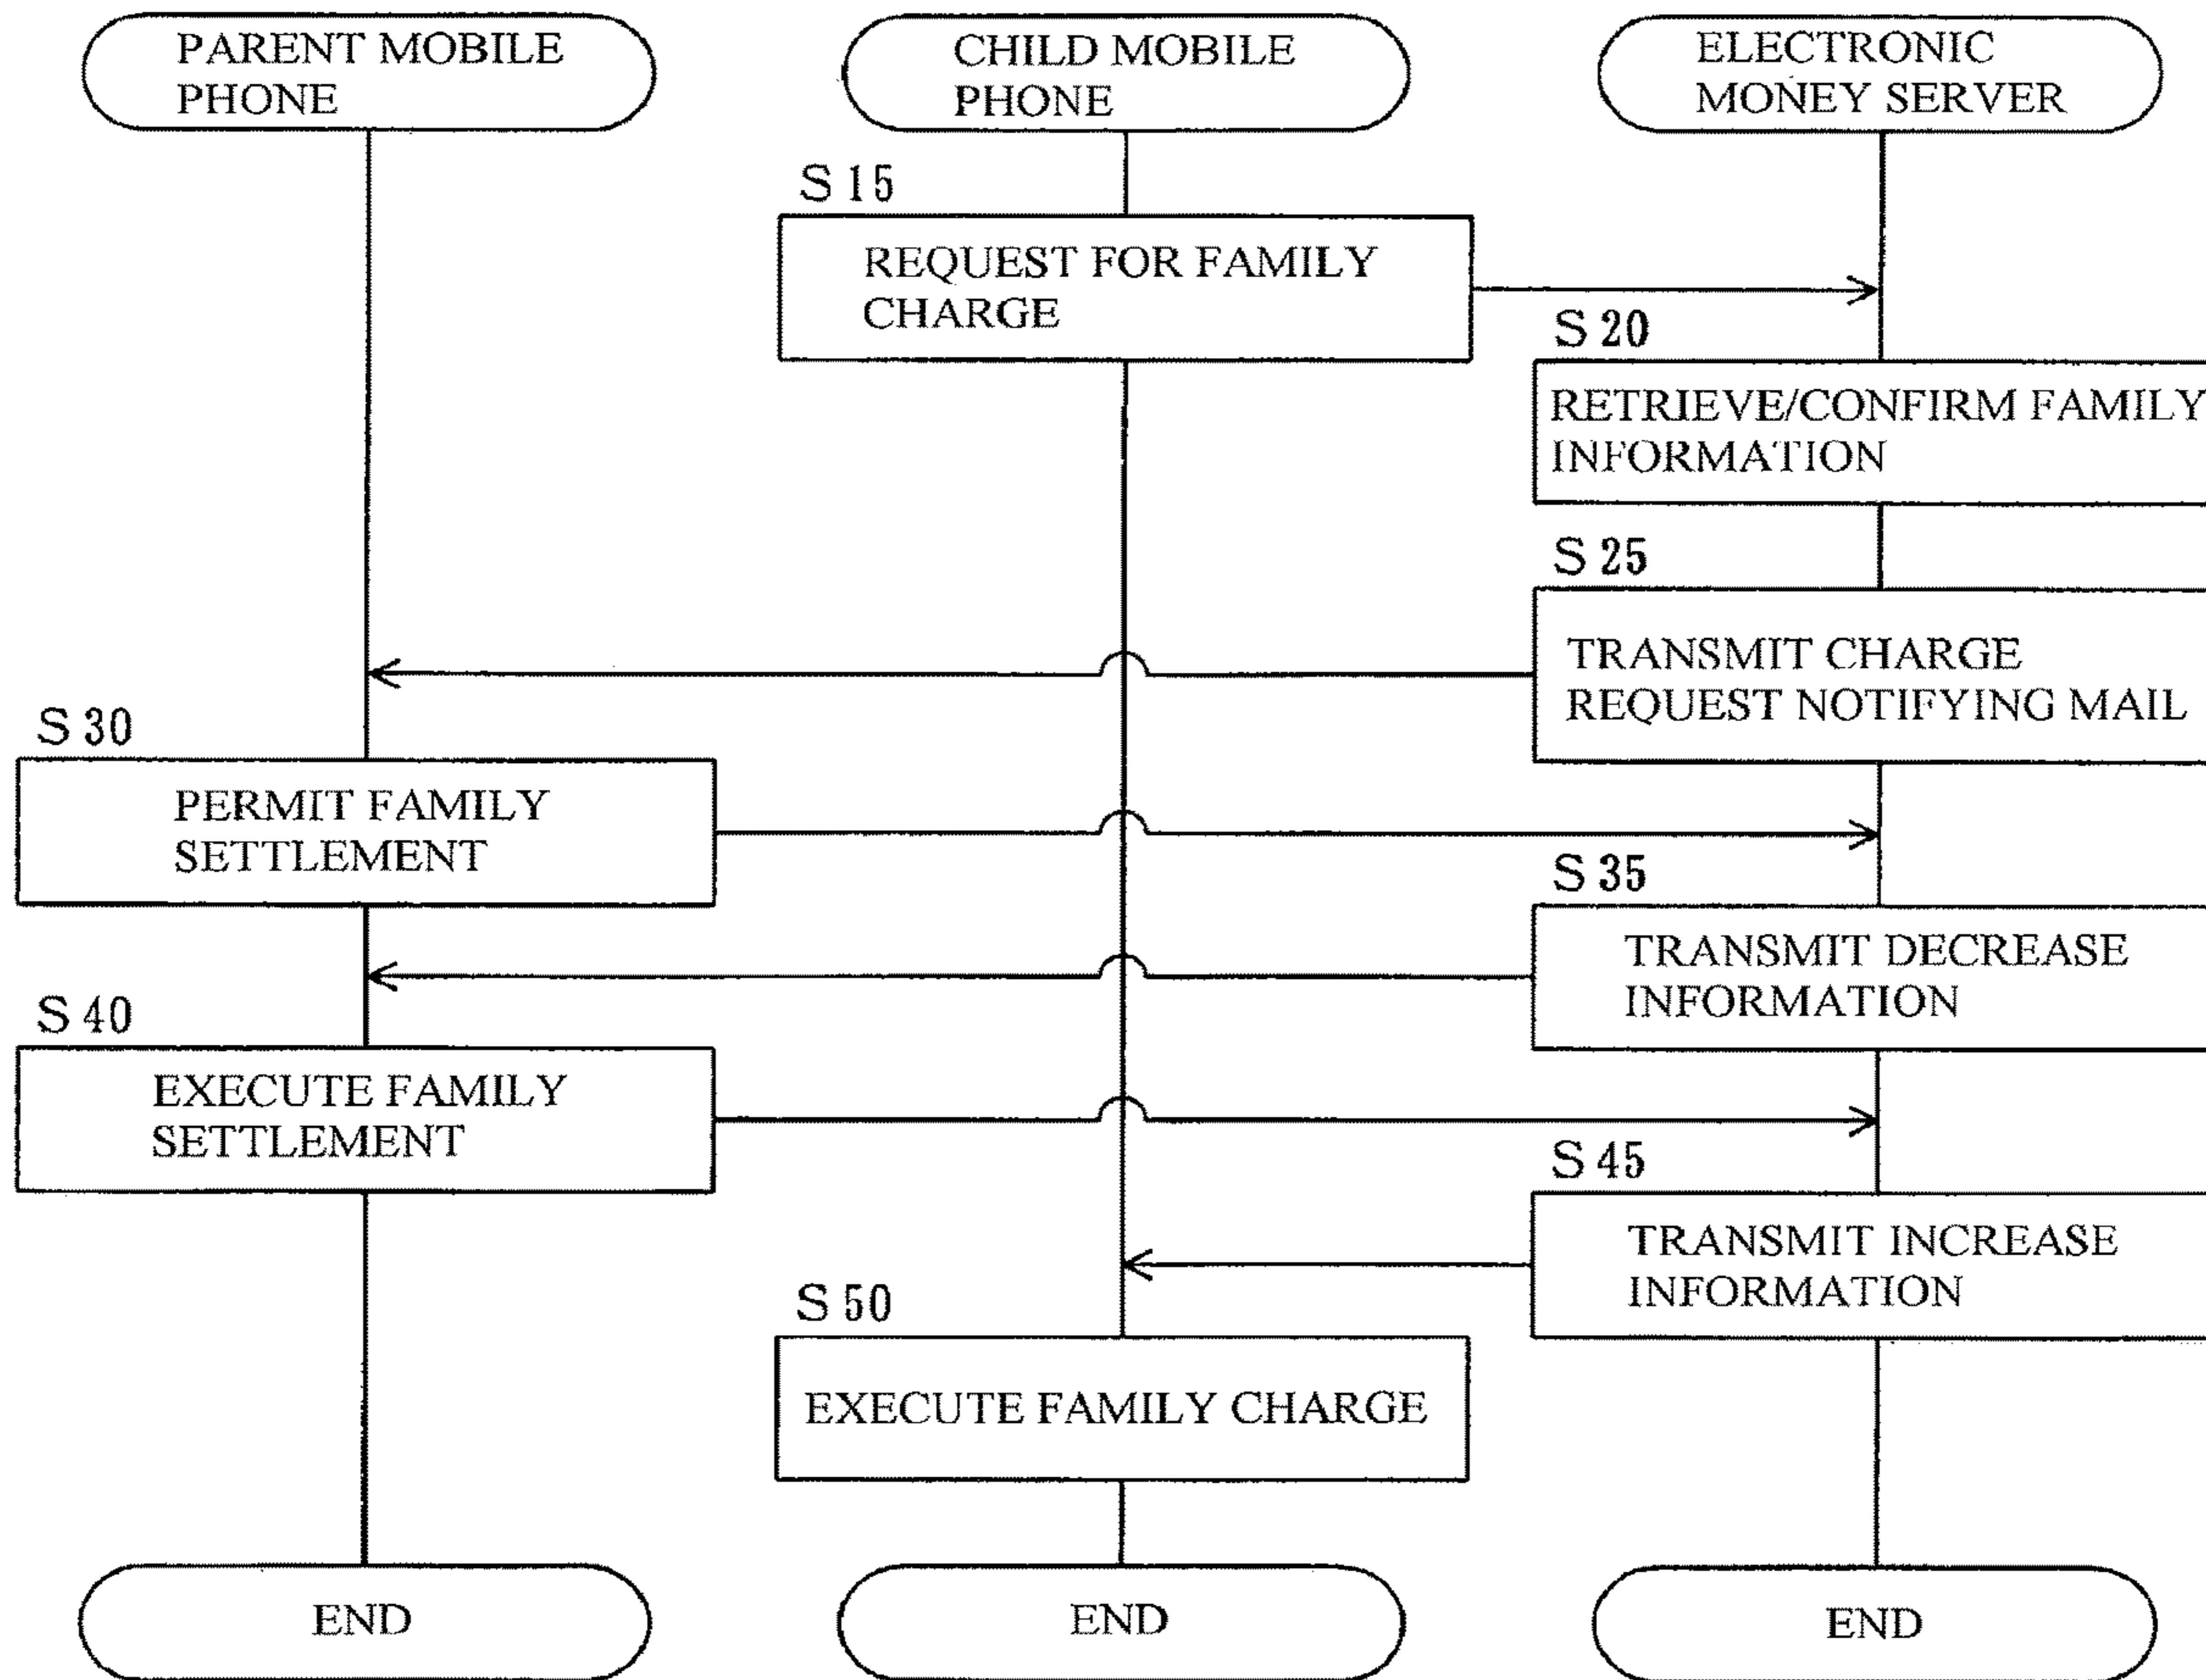 PARENT MOBILE
PHONE
CHILD MOBILE
PHONE
ELECTRONIC
MONEY SERVER
S 15
REQUEST FOR FAMILY
CHARGE
S 20
RETRIEVE/CONFIRM FAMILY
INFORMATION
S 25
TRANSMIT CHARGE
REQUEST NOTIFYING MAIL
S 30
PERMIT FAMILY
SETTLEMENT
S 35
TRANSMIT DECREASE
INFORMATION
S 40
EXECUTE FAMILY
SETTLEMENT
S 45
TRANSMIT INCREASE
INFORMATION
S 50
EXECUTE FAMILY CHARGE
END
END
END